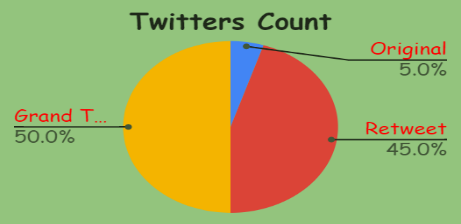 Twitters Count
Original
5.0%
Grand T...
50.0%
Retweet
45.0%